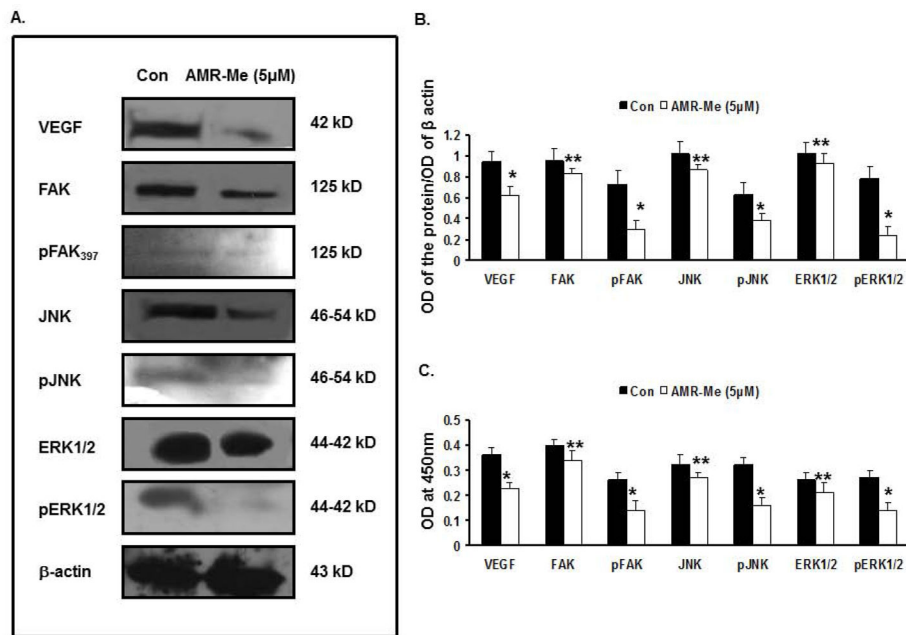 A.
Con AMR-Me (5µM)
VEGF 42 kD
FAK 125 kD
pFAK397 125 kD
JNK 46-54 kD
pJNK 46-54 kD
ERK1/2 44-42 kD
pERK1/2 44-42 kD
β-actin 43 kD
B.
Con AMR-Me (5µM)
OD of the protein/OD of β actin
1.2
1
0.8
0.6
0.4
0.2
0
* ** * ** * ** *
VEGF FAK pFAK JNK pJNK ERK1/2 pERK1/2
C.
Con AMR-Me (5µM)
OD at 450nm
0.5
0.4
0.3
0.2
0.1
0
* ** * ** * ** *
VEGF FAK pFAK JNK pJNK ERK1/2 pERK1/2